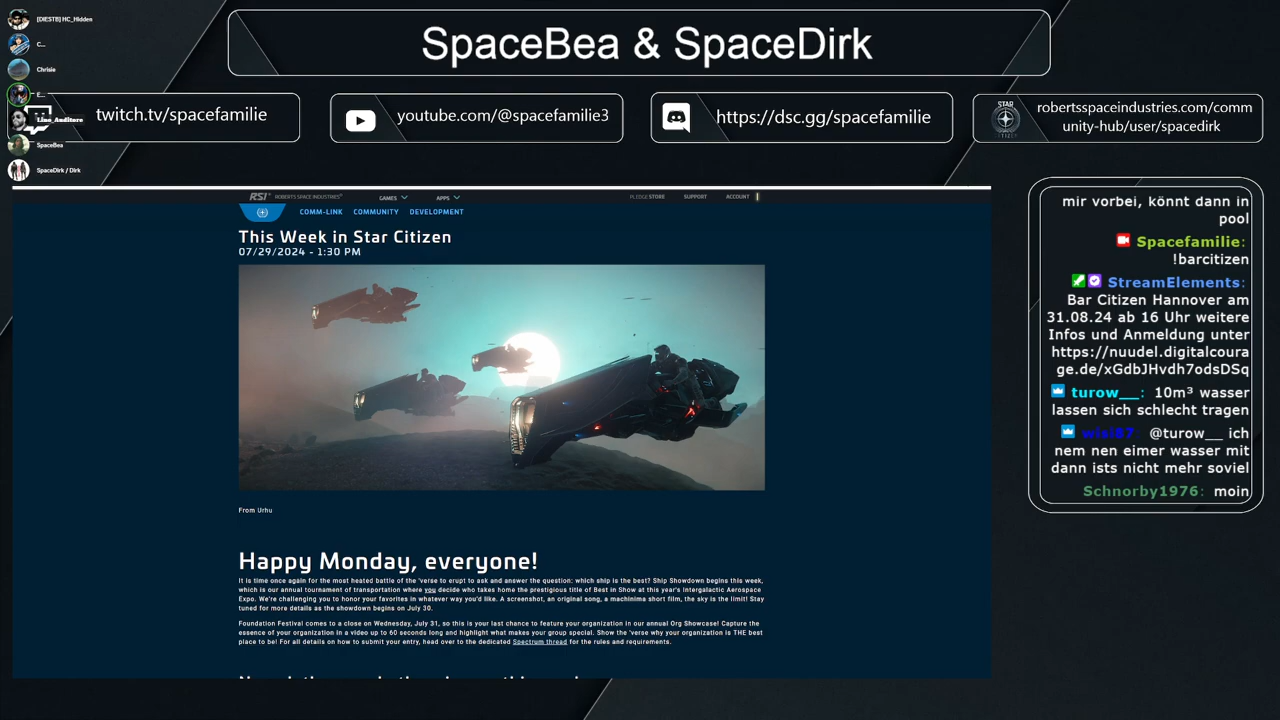 [DIESTB] HC_Hidden
C...
Chrisie
E...
Lino_Auditore
SpaceBea
SpaceDirk / Dirk
SpaceBea & SpaceDirk
twitch.tv/spacefamilie
youtube.com/@spacefamilie3
https://dsc.gg/spacefamilie
STAR
robertsspaceindustries.com/comm
unity-hub/user/spacedirk
RSI ROBERTS SPACE INDUSTRIES
GAMES
APPS
PLEDGE STORE
SUPPORT
ACCOUNT
COMM-LINK COMMUNITY DEVELOPMENT
This Week in Star Citizen
07/29/2024 - 1:30 PM
From Urhu
Happy Monday, everyone!
It is time once again for the most heated battle of the 'verse to erupt to ask and answer the question: which ship is the best? Ship Showdown begins this week,
which is our annual tournament of transportation where you decide who takes home the prestigious title of Best in Show at this year's Intergalactic Aerospace
Expo. We're challenging you to honor your favorites in whatever way you'd like. A screenshot, an original song, a machinima short film, the sky is the limit! Stay
tuned for more details as the showdown begins on July 30.
Foundation Festival comes to a close on Wednesday, July 31, so this is your last chance to feature your organization in our annual Org Showcase! Capture the
essence of your organization in a video up to 60 seconds long and highlight what makes your group special. Show the 'verse why your organization is THE best
place to be! For all details on how to submit your entry, head over to the dedicated Spectrum thread for the rules and requirements.
mir vorbei, könnt dann in
pool
Spacefamilie:
!barcitizen
StreamElements:
Bar Citizen Hannover am
31.08.24 ab 16 Uhr weitere
Infos und Anmeldung unter
https://nuudel.digitalcoura
ge.de/xGdbJHvdh7odsDSq
turow__: 10m³ wasser
lassen sich schlecht tragen
wisi87: @turow__ ich
nem nen eimer wasser mit
dann ists nicht mehr soviel
Schnorby1976: moin